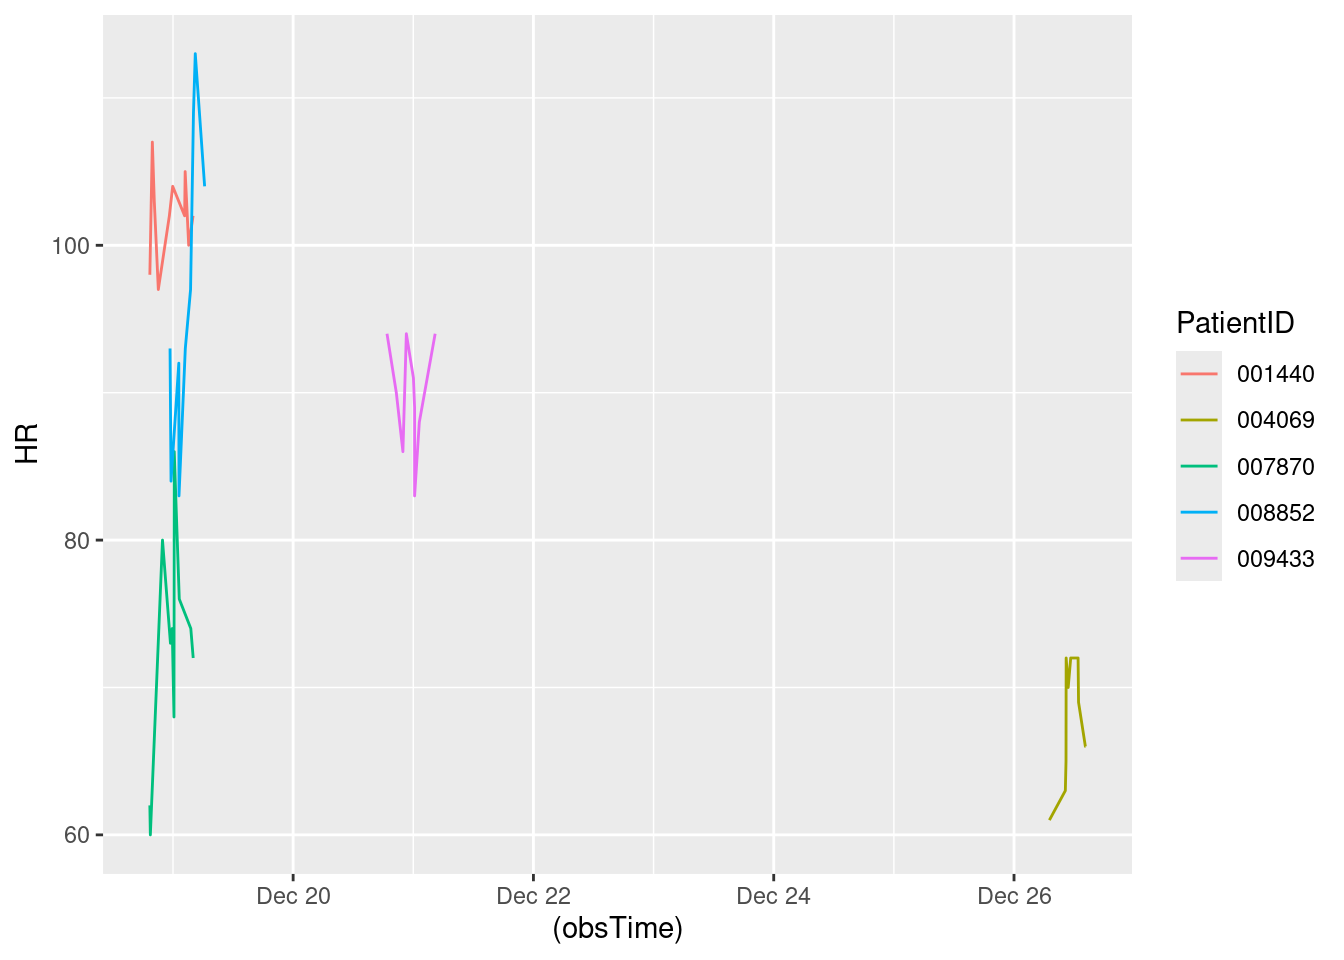 HR
100
80
60
Dec 20
Dec 22
Dec 24
Dec 26
(obsTime)
PatientID
001440
004069
007870
008852
009433